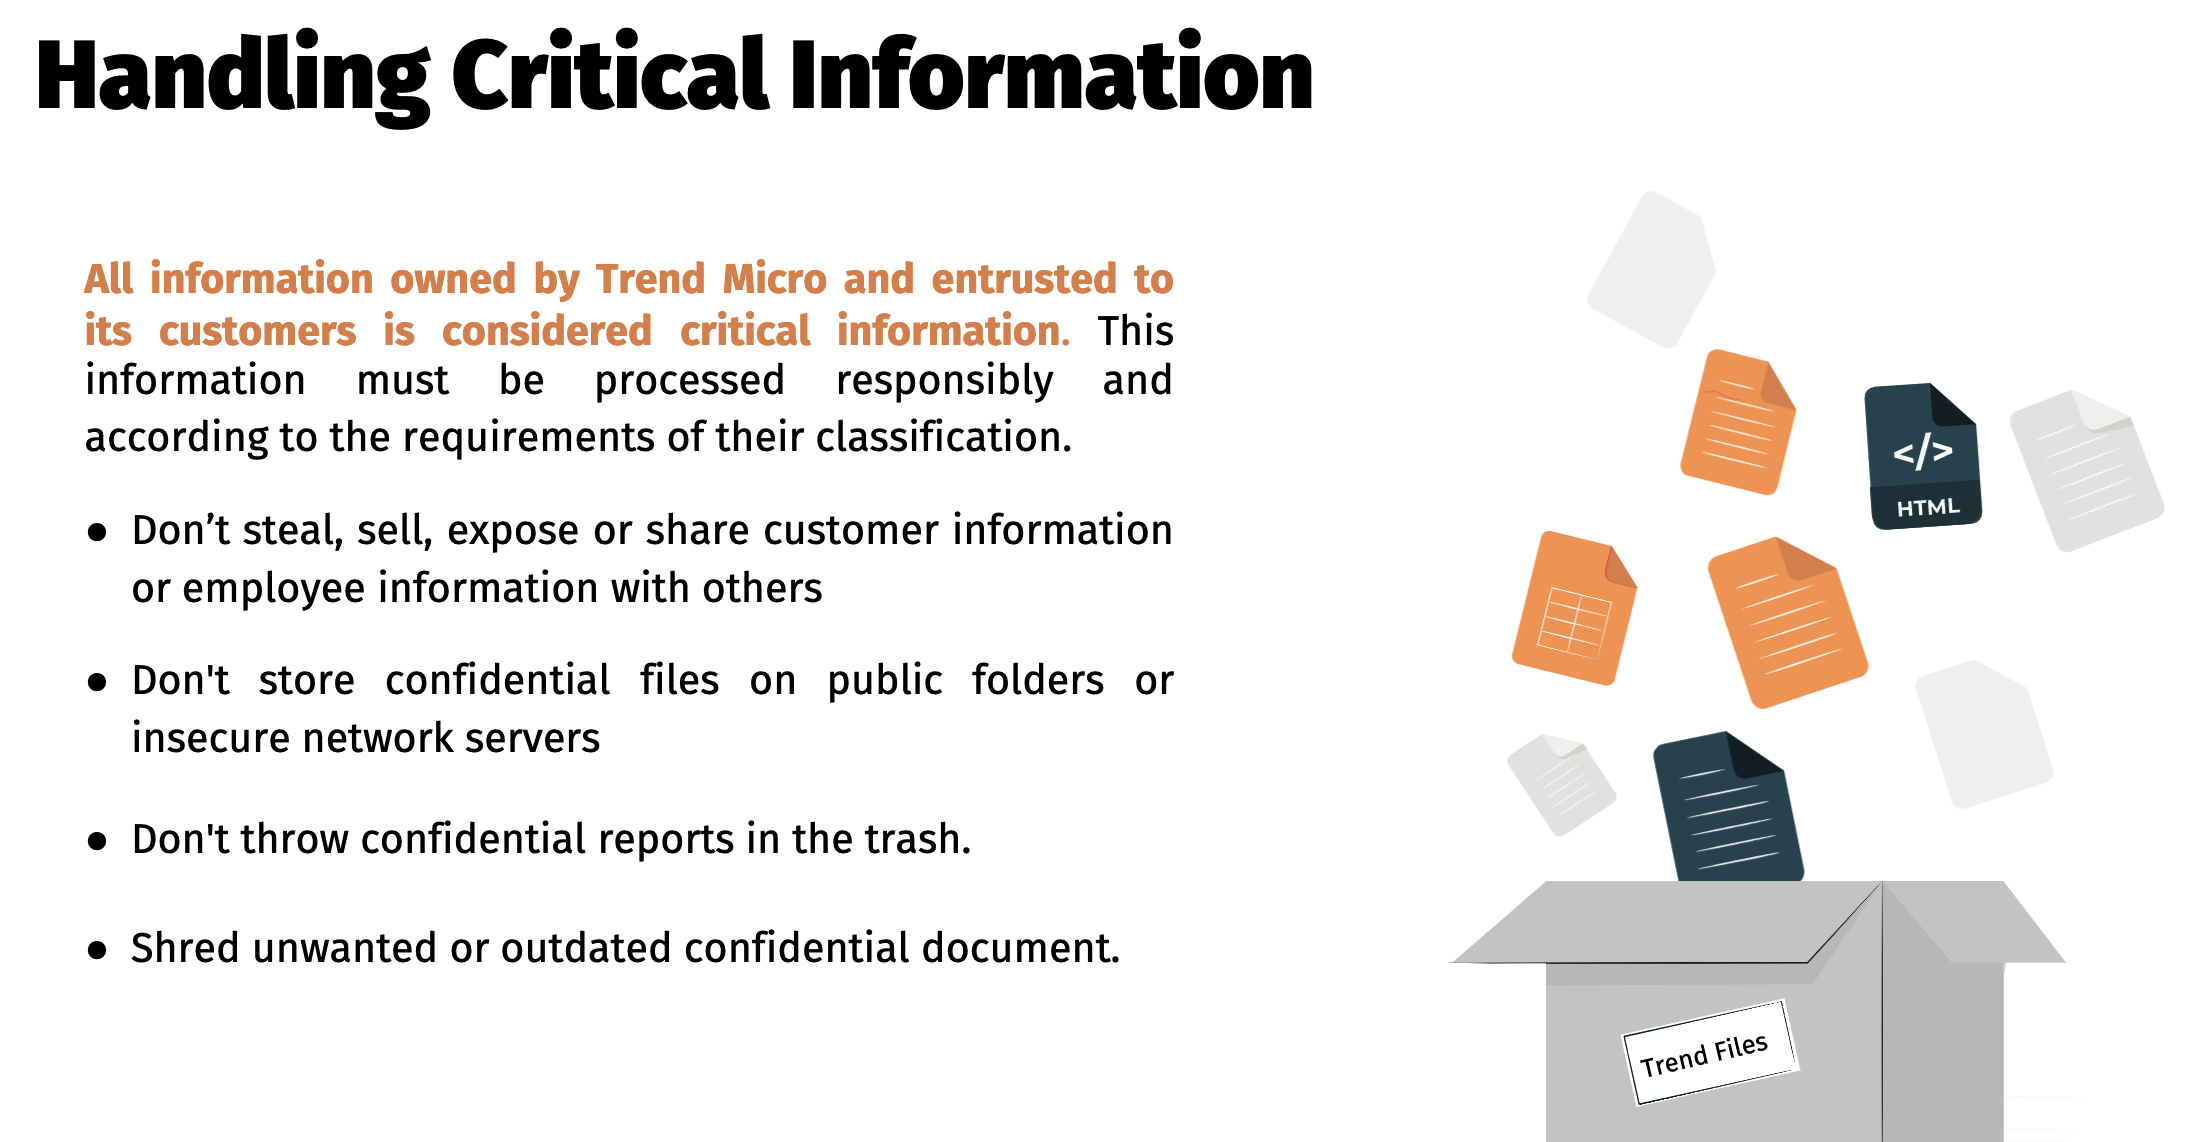 Handling Critical Information
All information owned by Trend Micro and entrusted to
its customers is considered critical information. This
information must be processed responsibly and
according to the requirements of their classification.
● Don’t steal, sell, expose or share customer information
or employee information with others
● Don't store confidential files on public folders or
insecure network servers
● Don't throw confidential reports in the trash.
● Shred unwanted or outdated confidential document.
</>
HTML
Trend Files